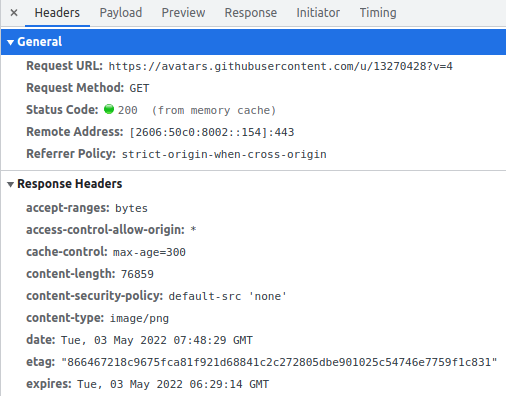 × Headers Payload Preview Response Initiator Timing
▼ General
Request URL: https://avatars.githubusercontent.com/u/13270428?v=4
Request Method: GET
Status Code: 200 (from memory cache)
Remote Address: [2606:50c0:8002::154]:443
Referrer Policy: strict-origin-when-cross-origin
▼ Response Headers
accept-ranges: bytes
access-control-allow-origin: *
cache-control: max-age=300
content-length: 76859
content-security-policy: default-src 'none'
content-type: image/png
date: Tue, 03 May 2022 07:48:29 GMT
etag: "866467218c9675fca81f921d68841c2c272805dbe901025c54746e7759f1c831"
expires: Tue, 03 May 2022 06:29:14 GMT